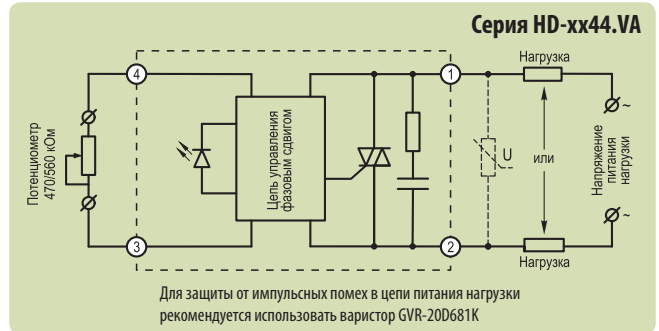 Серия HD-xx44.VA
Нагрузка
4
1
~
Потенциометр
470/560 кОм
Цепь управления
фазовым сдвигом
U
или
Напряжение
питания
нагрузки
~
3
2
Нагрузка
Для защиты от импульсных помех в цепи питания нагрузки
рекомендуется использовать варистор GVR-20D681K